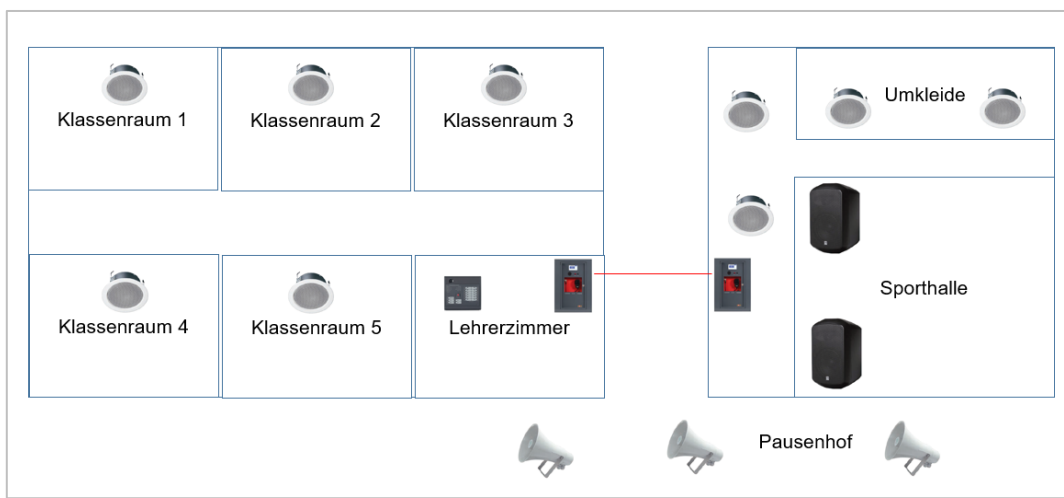 Klassenraum 1
Klassenraum 2
Klassenraum 3
Umkleide
Klassenraum 4
Klassenraum 5
Lehrerzimmer
Sporthalle
Pausenhof